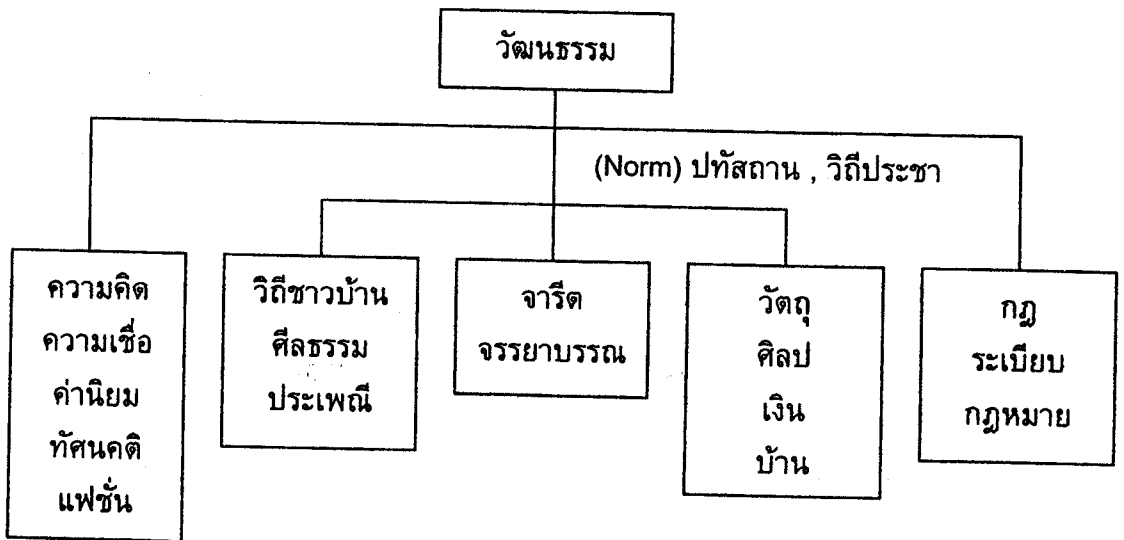 วัฒนธรรม
(Norm) ปทัสถาน , วิถีประชา
ความคิด
ความเชื่อ
ค่านิยม
ทัศนคติ
แฟชั่น
วิถีชาวบ้าน
ศีลธรรม
ประเพณี
จารีต
จรรยาบรรณ
วัตถุ
ศิลป
เงิน
บ้าน
กฎ
ระเบียบ
กฎหมาย